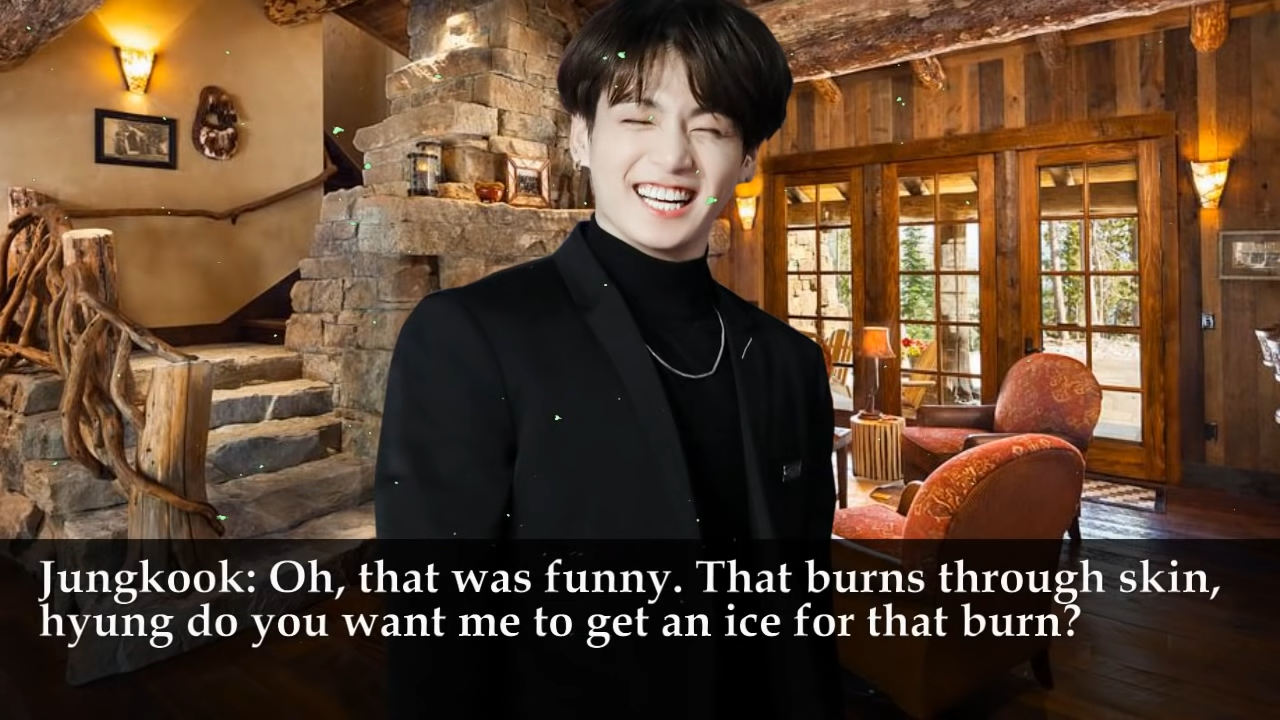 Jungkook: Oh, that was funny. That burns through skin,
hyung do you want me to get an ice for that burn?